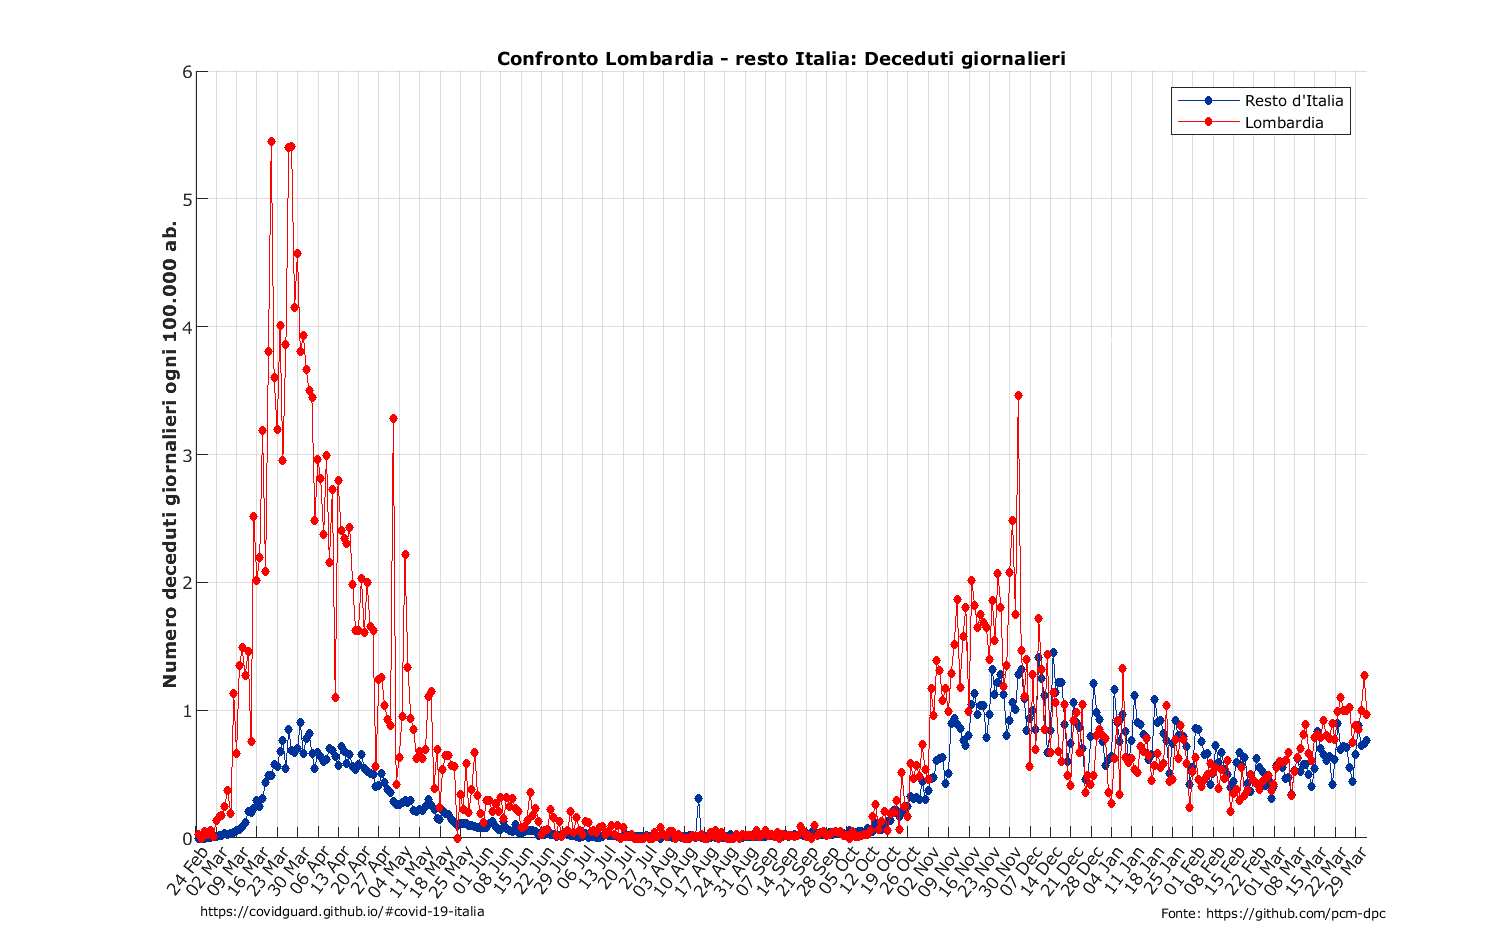 Confronto Lombardia - resto Italia: Deceduti giornalieri
Resto d'Italia
Lombardia
Numero deceduti giornalieri ogni 100.000 ab.
6
5
4
3
2
1
0
24 Feb
02 Mar
09 Mar
16 Mar
23 Mar
30 Mar
06 Apr
13 Apr
20 Apr
27 Apr
04 May
11 May
18 May
25 May
01 Jun
08 Jun
15 Jun
22 Jun
29 Jun
06 Jul
13 Jul
20 Jul
27 Jul
03 Aug
10 Aug
17 Aug
24 Aug
31 Aug
07 Sep
14 Sep
21 Sep
28 Sep
05 Oct
12 Oct
19 Oct
26 Oct
02 Nov
09 Nov
16 Nov
23 Nov
30 Nov
07 Dec
14 Dec
21 Dec
28 Dec
04 Jan
11 Jan
18 Jan
25 Jan
01 Feb
08 Feb
15 Feb
22 Feb
01 Mar
08 Mar
15 Mar
22 Mar
29 Mar
https://covidguard.github.io/#covid-19-italia
Fonte: https://github.com/pcm-dpc